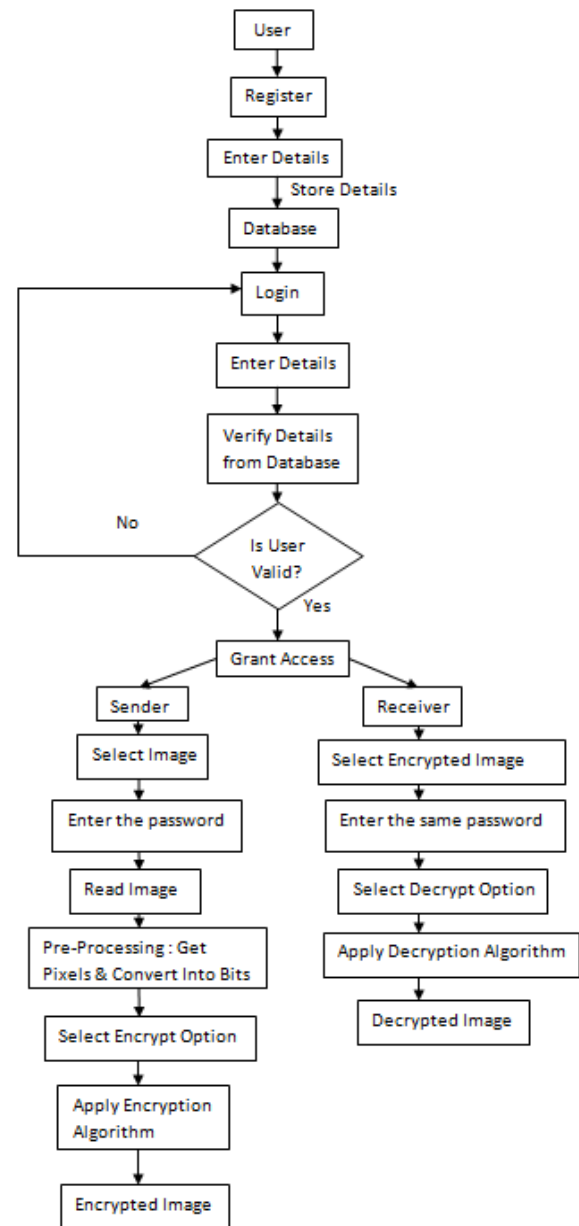 User
Register
Enter Details
Store Details
Database
Login
Enter Details
Verify Details
from Database
No
Is User
Valid?
Yes
Grant Access
Sender
Select Image
Enter the password
Read Image
Pre-Processing : Get
Pixels & Convert Into Bits
Select Encrypt Option
Apply Encryption
Algorithm
Encrypted Image
Receiver
Select Encrypted Image
Enter the same password
Select Decrypt Option
Apply Decryption Algorithm
Decrypted Image